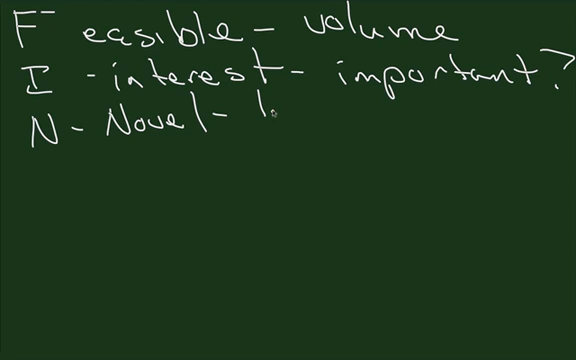 F- easible - volume
I - interest - important?
N - Novel -